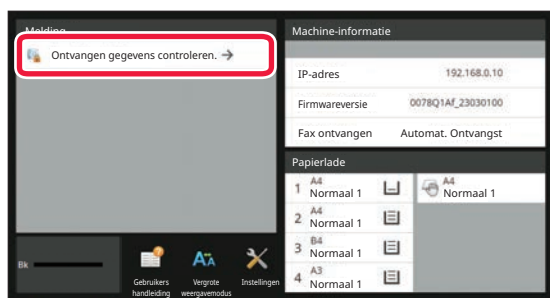 Melding
Ontvangen gegevens controleren.
Machine-informatie
IP-adres 192.168.0.10
Firmwareversie 0078Q1Af_23030100
Fax ontvangen Automat. Ontvangst
Papierlade
1 A4 Normaal 1
A4 Normaal 1
2 A4 Normaal 1
3 B4 Normaal 1
4 A3 Normaal 1
Bk
Gebruikers
handleiding
Vergrote
weergavemodus
Instellingen